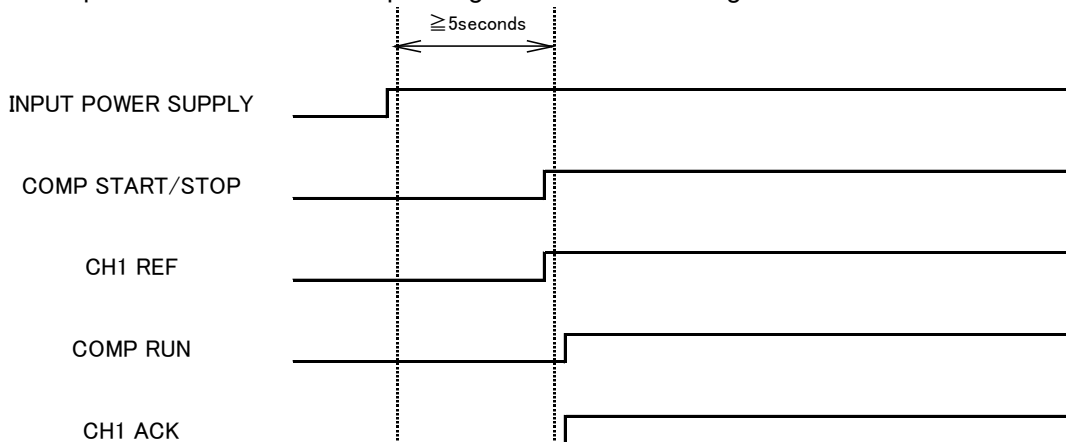 ≧5seconds
INPUT POWER SUPPLY
COMP START/STOP
CH1 REF
COMP RUN
CH1 ACK